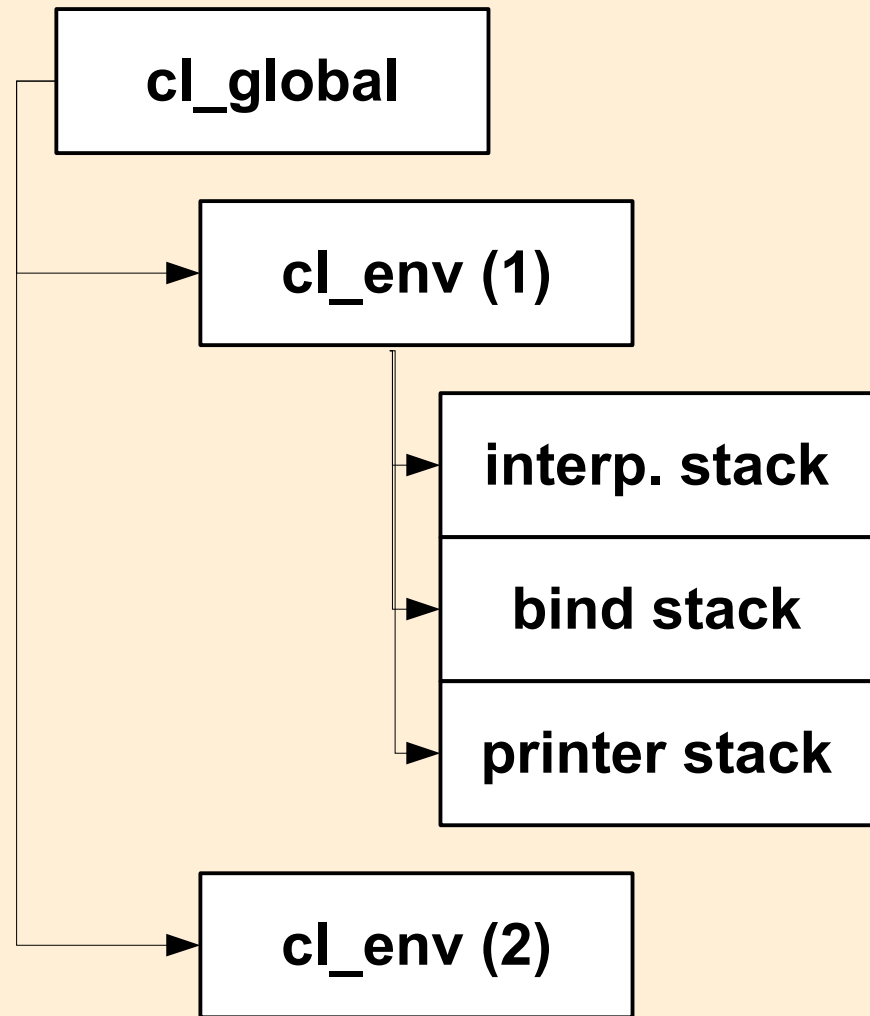 cl_global
cl_env (1)
interp. stack
bind stack
printer stack
cl_env (2)